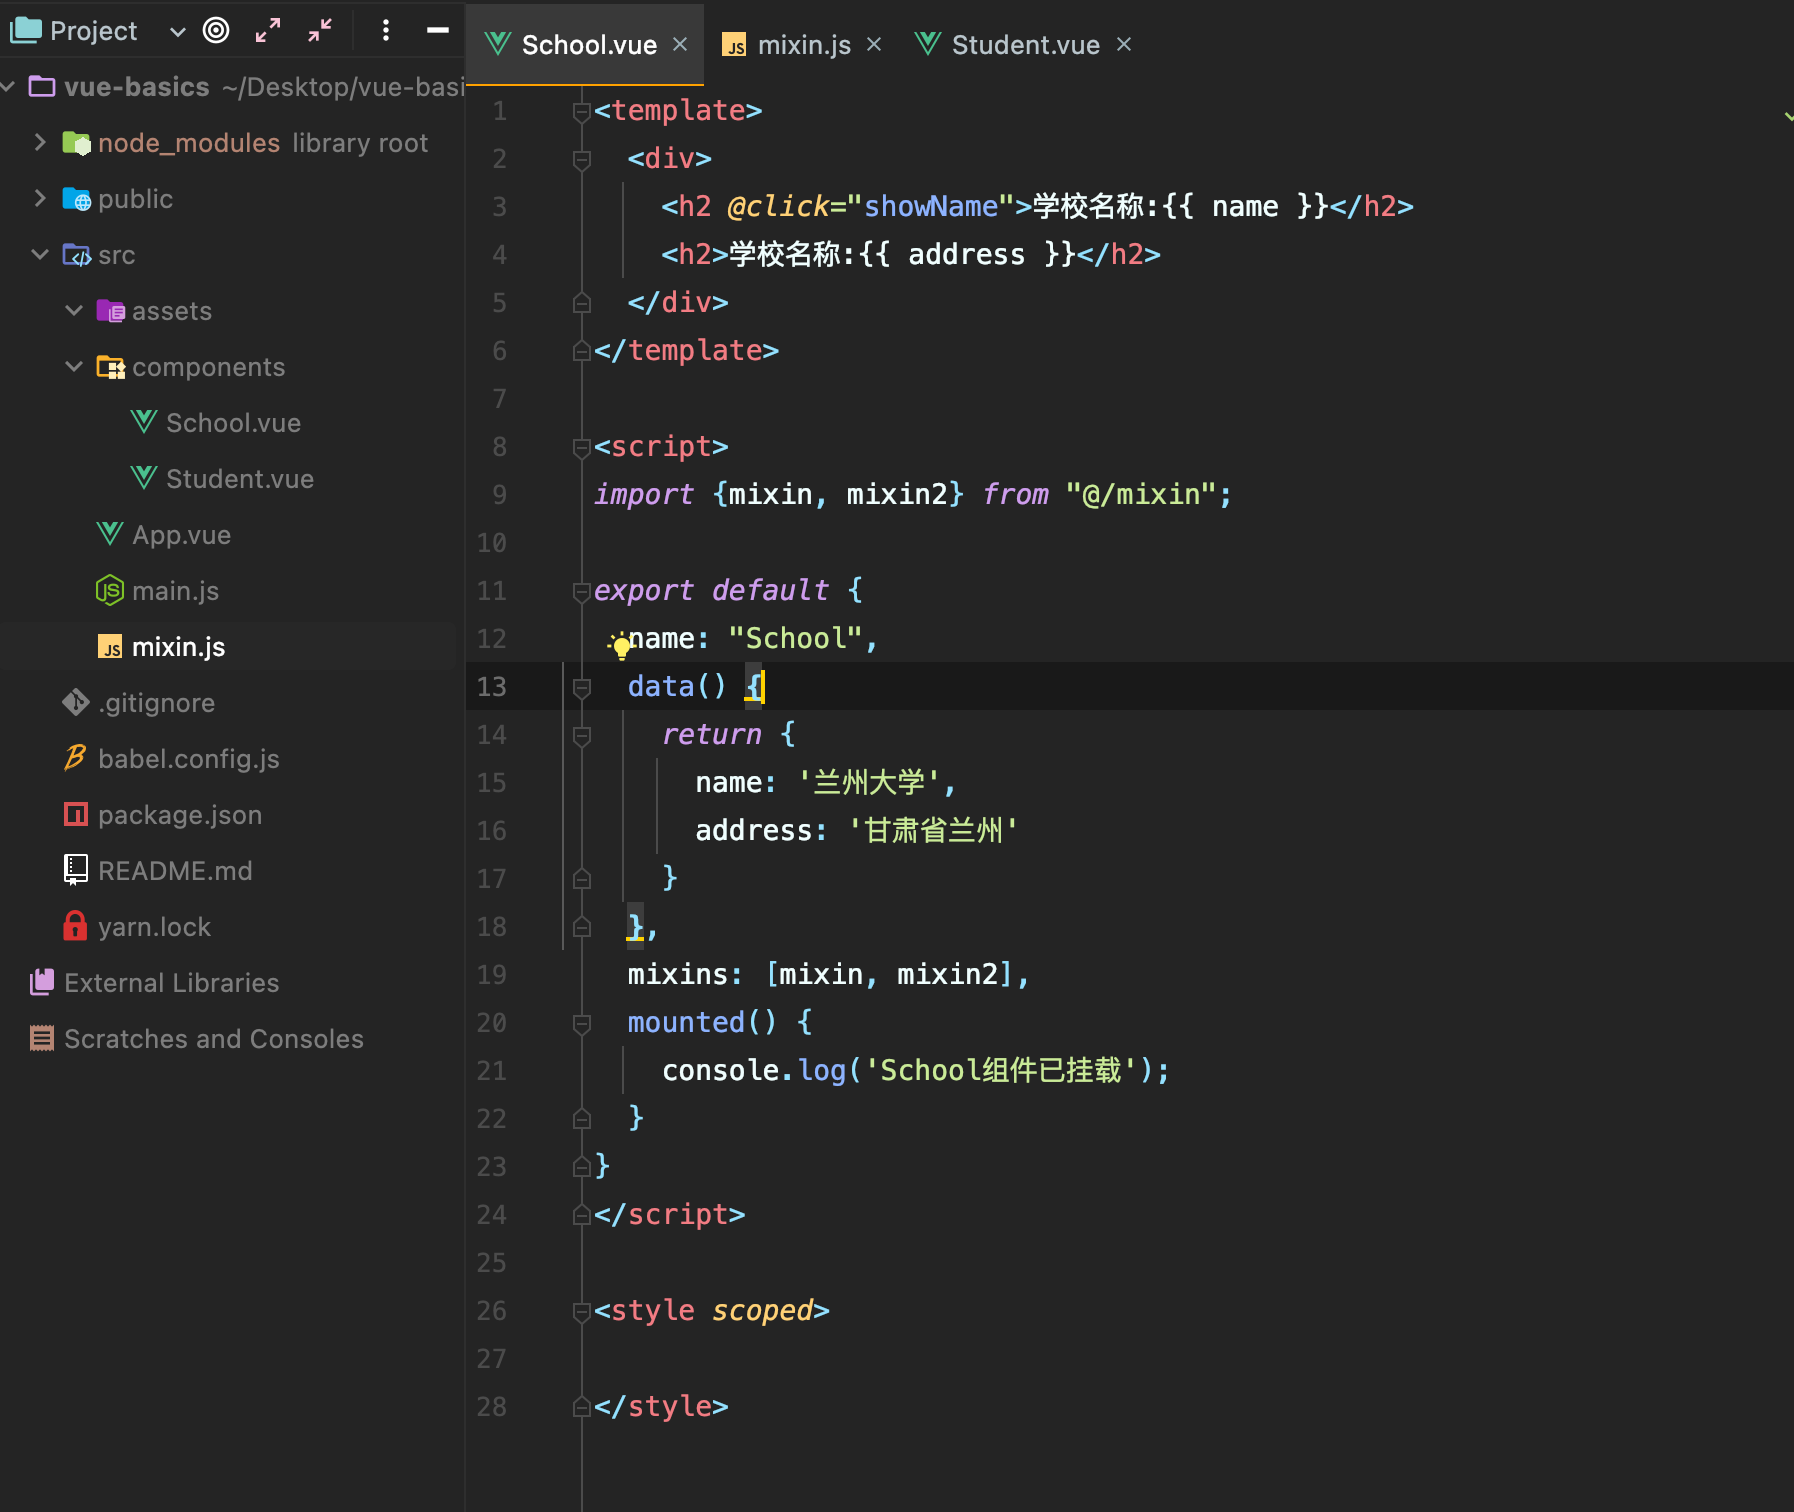 Project
School.vue
mixin.js
Student.vue
vue-basics ~/Desktop/vue-basi
node_modules library root
public
src
assets
components
School.vue
Student.vue
App.vue
main.js
mixin.js
.gitignore
babel.config.js
package.json
README.md
yarn.lock
External Libraries
Scratches and Consoles
1 <template>
2 <div>
3 <h2 @click="showName">学校名称:{{ name }}</h2>
4 <h2>学校名称:{{ address }}</h2>
5 </div>
6 </template>
7
8 <script>
9 import {mixin, mixin2} from "@/mixin";
10
11 export default {
12 name: "School",
13 data() {
14 return {
15 name: '兰州大学',
16 address: '甘肃省兰州'
17 }
18 },
19 mixins: [mixin, mixin2],
20 mounted() {
21 console.log('School组件已挂载');
22 }
23 }
24 </script>
25
26 <style scoped>
27
28 </style>